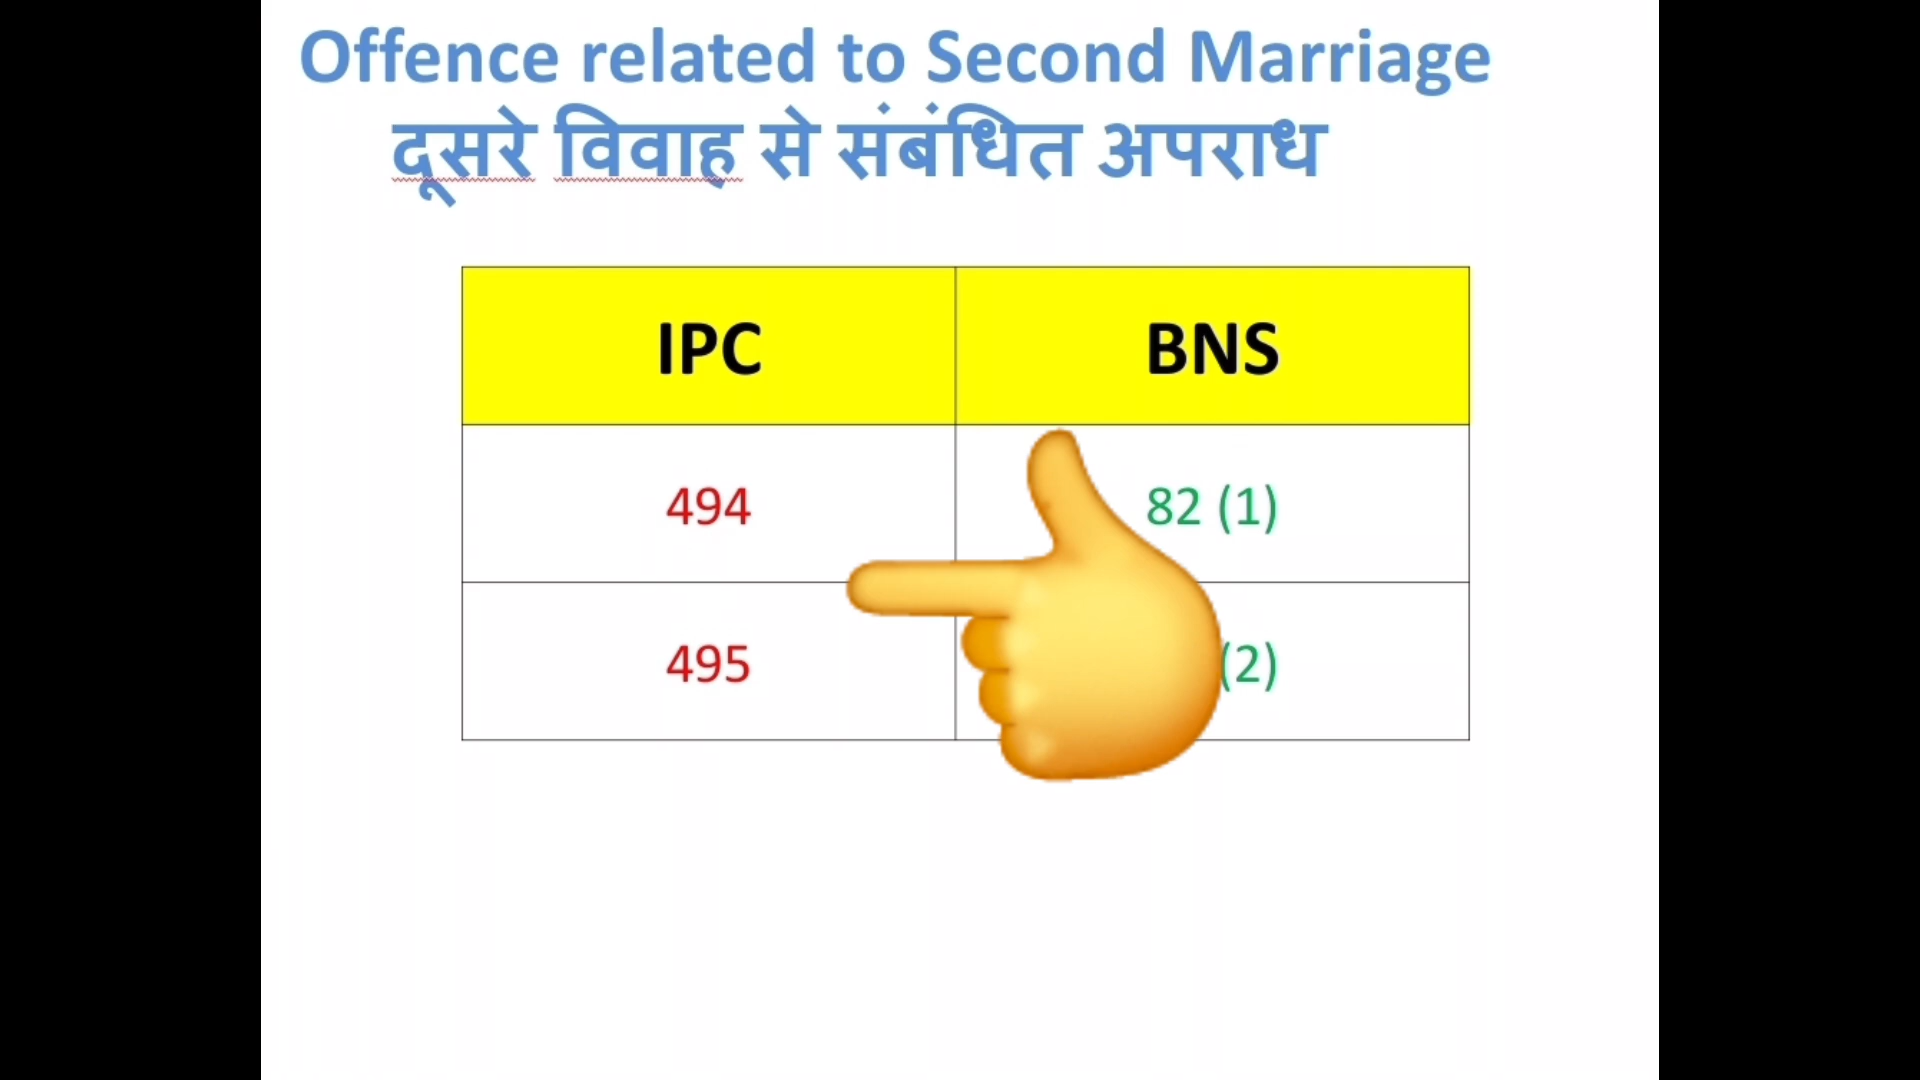 Offence related to Second Marriage
दूसरे विवाह से संबंधित अपराध
IPC BNS
494 82 (1)
495 (2)